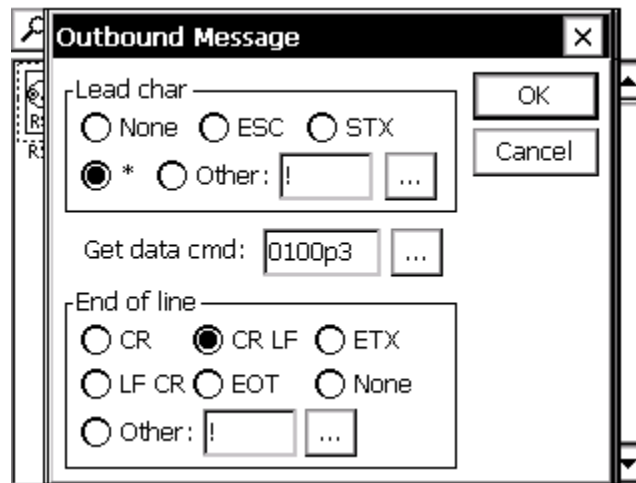 Outbound Message
Lead char
OK
None ESC STX
* Other: ! ...
Cancel
Get data cmd: 0100p3 ...
End of line
CR CR LF ETX
LF CR EOT None
Other: ! ...